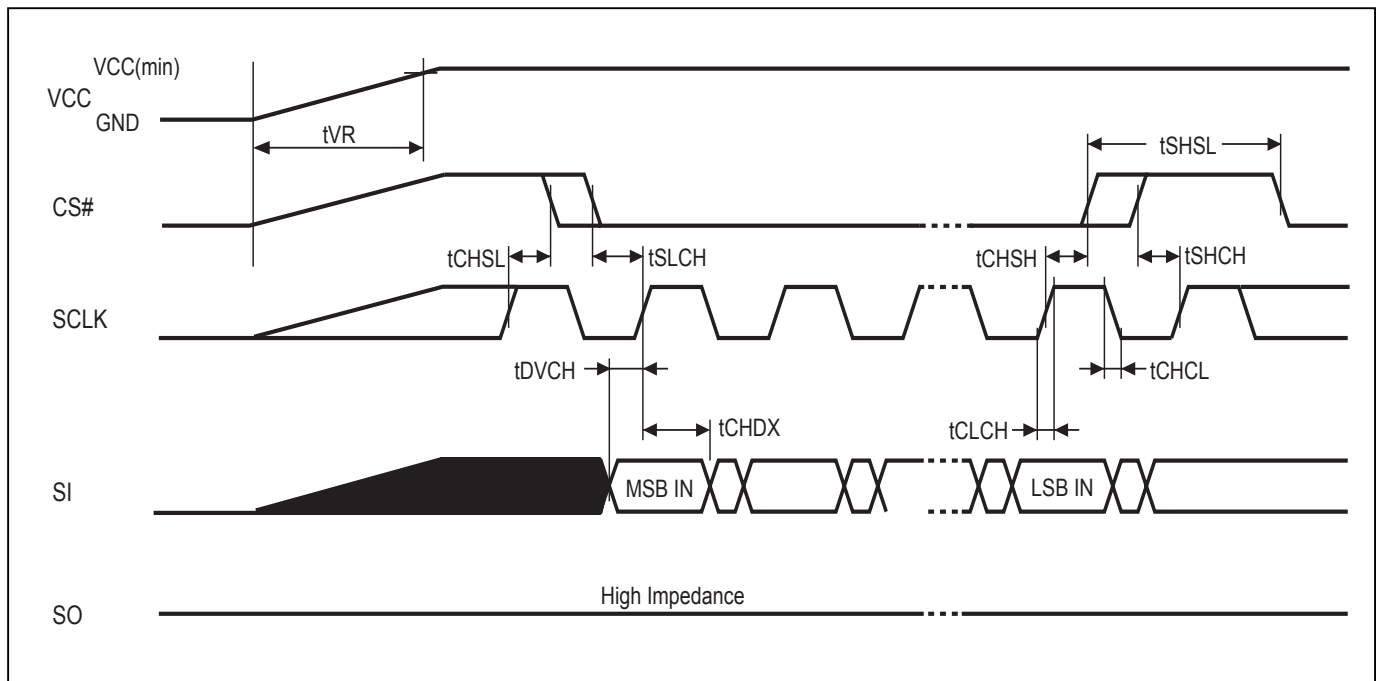 VCC(min)
VCC
GND
tVR
tSHSL
CS#
tCHSL
tSLCH
tCHSH
tSHCH
SCLK
tDVCH
tCHCL
tCHDX
tCLCH
SI
MSB IN
LSB IN
High Impedance
SO